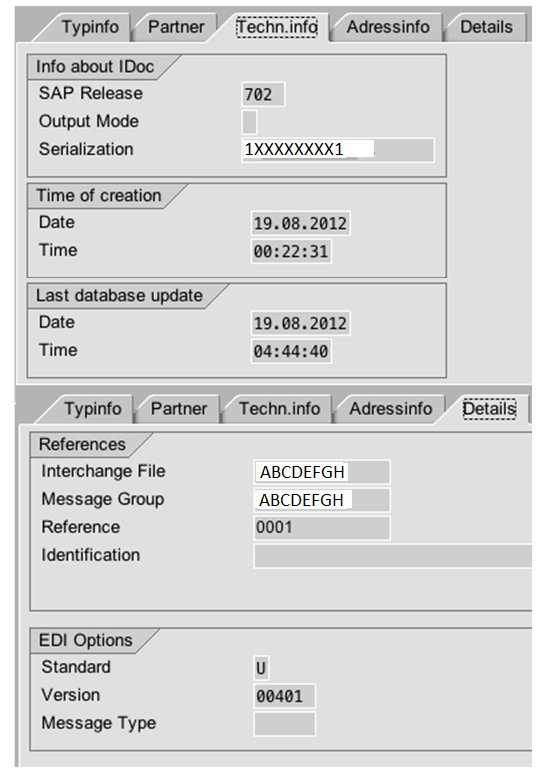 Typinfo Partner Techn.info Adressinfo Details
Info about IDoc
SAP Release 702
Output Mode
Serialization 1XXXXXXXX1
Time of creation
Date 19.08.2012
Time 00:22:31
Last database update
Date 19.08.2012
Time 04:44:40
Typinfo Partner Techn.info Adressinfo Details
References
Interchange File ABCDEFGH
Message Group ABCDEFGH
Reference 0001
Identification
EDI Options
Standard U
Version 00401
Message Type